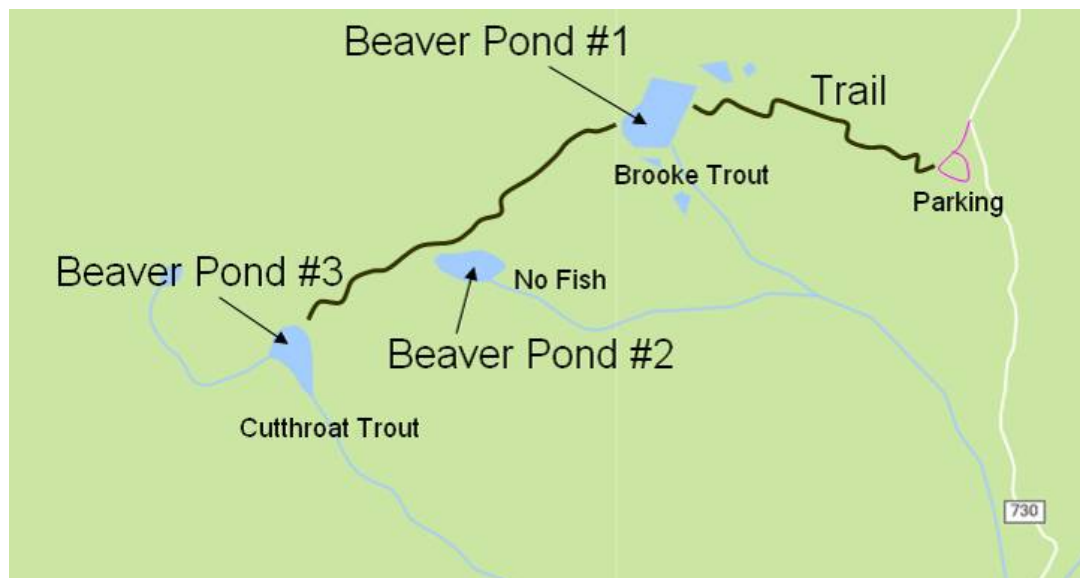 Beaver Pond #1
Trail
Brooke Trout
Parking
Beaver Pond #3
No Fish
Beaver Pond #2
Cutthroat Trout
730